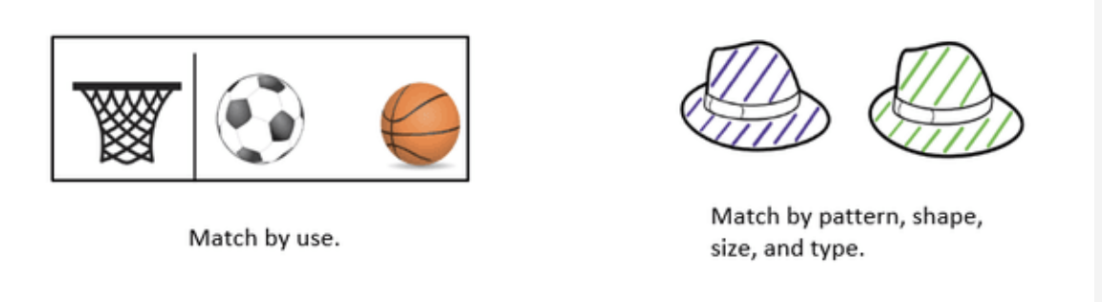 Match by use.
Match by pattern, shape,
size, and type.